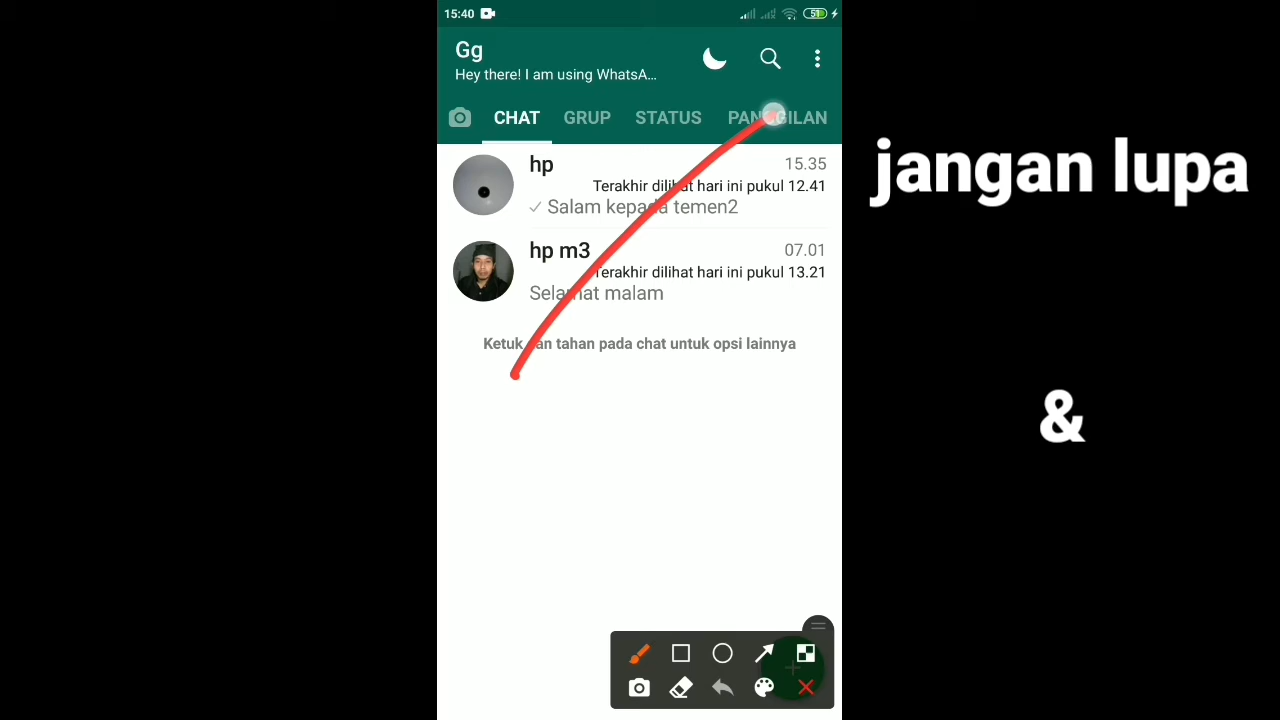 15:40
51
Gg
Hey there! I am using WhatsA...
CHAT GRUP STATUS PANGGILAN
hp 15.35
Terakhir dilihat hari ini pukul 12.41
Salam kepada temen2
hp m3 07.01
Terakhir dilihat hari ini pukul 13.21
Selamat malam
Ketuk dan tahan pada chat untuk opsi lainnya
jangan lupa
&